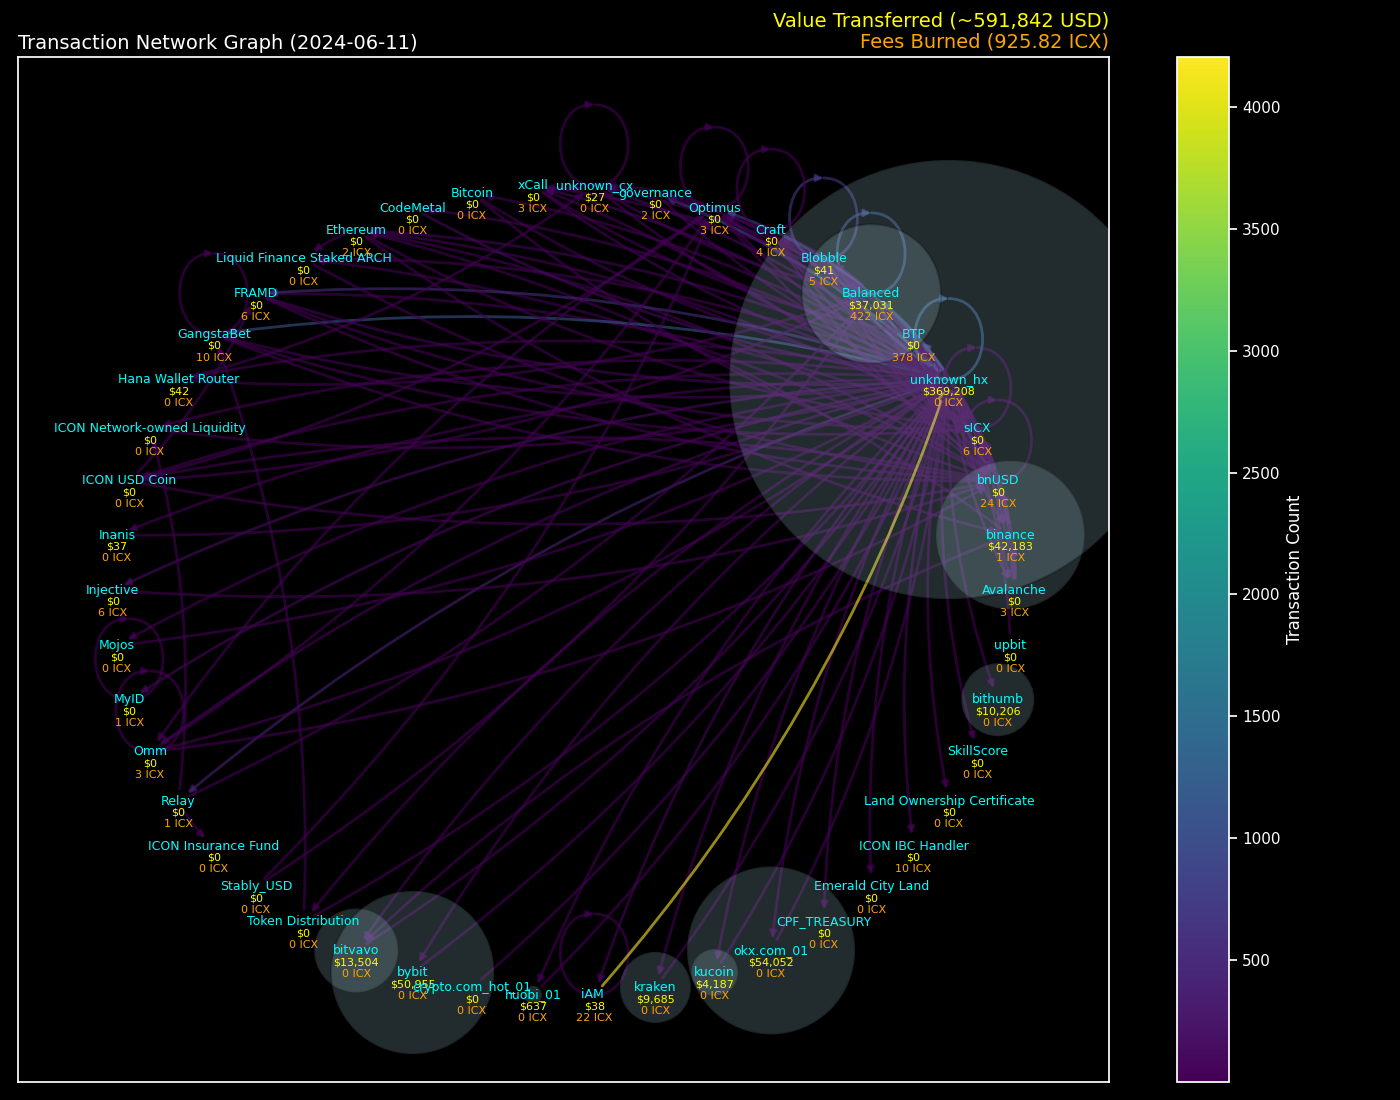 Value Transferred (~591,842 USD)
Transaction Network Graph (2024-06-11)
Fees Burned (925.82 ICX)
xCall
$0
3 ICX
unknown_cx
$27
0 ICX
_governance
$0
2 ICX
Bitcoin
$0
0 ICX
Optimus
$0
3 ICX
CodeMetal
$0
0 ICX
Craft
$0
4 ICX
Ethereum
$0
2 ICX
Blobble
$41
5 ICX
Liquid Finance Staked ARCH
$0
0 ICX
Balanced
$37,031
422 ICX
FRAMD
$0
6 ICX
BTP
$0
378 ICX
GangstaBet
$0
10 ICX
unknown_hx
$369,208
0 ICX
Hana Wallet Router
$42
0 ICX
sICX
$0
6 ICX
ICON Network-owned Liquidity
$0
0 ICX
bnUSD
$0
24 ICX
ICON USD Coin
$0
0 ICX
binance
$42,183
1 ICX
Inanis
$37
0 ICX
Avalanche
$0
3 ICX
Injective
$0
6 ICX
upbit
$0
0 ICX
Mojos
$0
0 ICX
bithumb
$10,206
0 ICX
MyID
$0
1 ICX
SkillScore
$0
0 ICX
Omm
$0
3 ICX
Land Ownership Certificate
$0
0 ICX
Relay
$0
1 ICX
ICON IBC Handler
$0
10 ICX
ICON Insurance Fund
$0
0 ICX
Emerald City Land
$0
0 ICX
Stably_USD
$0
0 ICX
CPF_TREASURY
$0
0 ICX
Token Distribution
$0
0 ICX
okx.com_01
$54,052
0 ICX
bitvavo
$13,504
0 ICX
kucoin
$4,187
0 ICX
bybit
0 ICX
crypto.com_hot_01
$0
0 ICX
huobi_01
$637
0 ICX
iAM
$38
22 ICX
kraken
$9,685
0 ICX
4000
3500
3000
2500
2000
1500
1000
500
Transaction Count